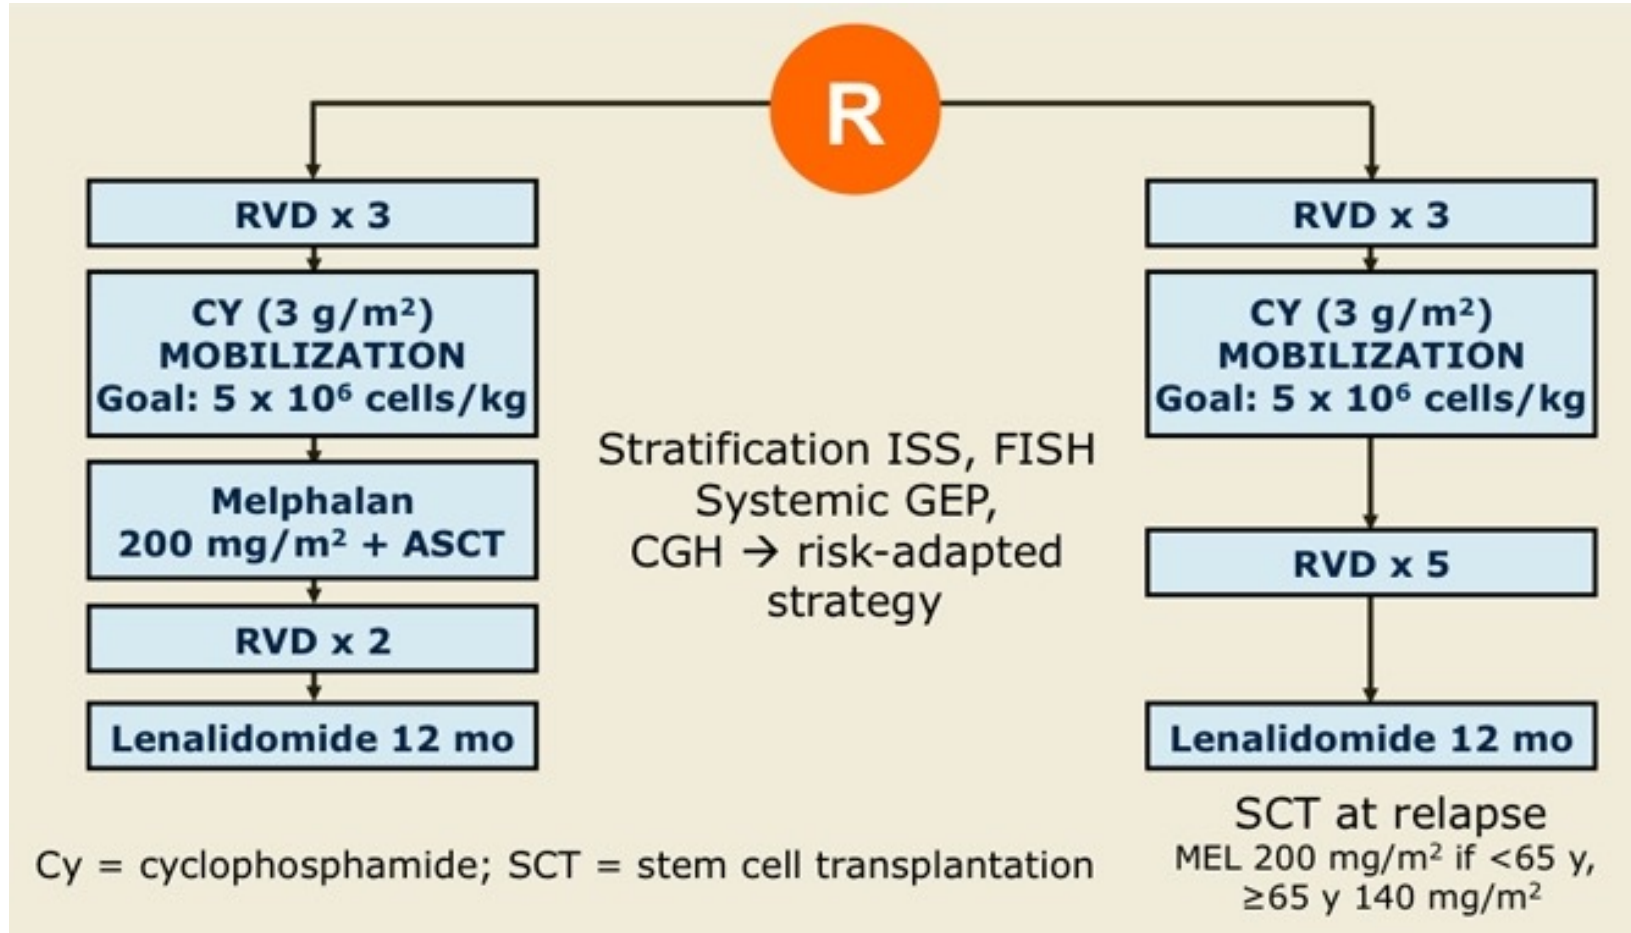 R
RVD x 3
CY (3 g/m²)
MOBILIZATION
Goal: 5 x 10⁶ cells/kg
Melphalan
200 mg/m² + ASCT
RVD x 2
Lenalidomide 12 mo
Stratification ISS, FISH
Systemic GEP,
CGH → risk-adapted
strategy
RVD x 3
CY (3 g/m²)
MOBILIZATION
Goal: 5 x 10⁶ cells/kg
RVD x 5
Lenalidomide 12 mo
SCT at relapse
MEL 200 mg/m² if <65 y,
≥65 y 140 mg/m²
Cy = cyclophosphamide; SCT = stem cell transplantation